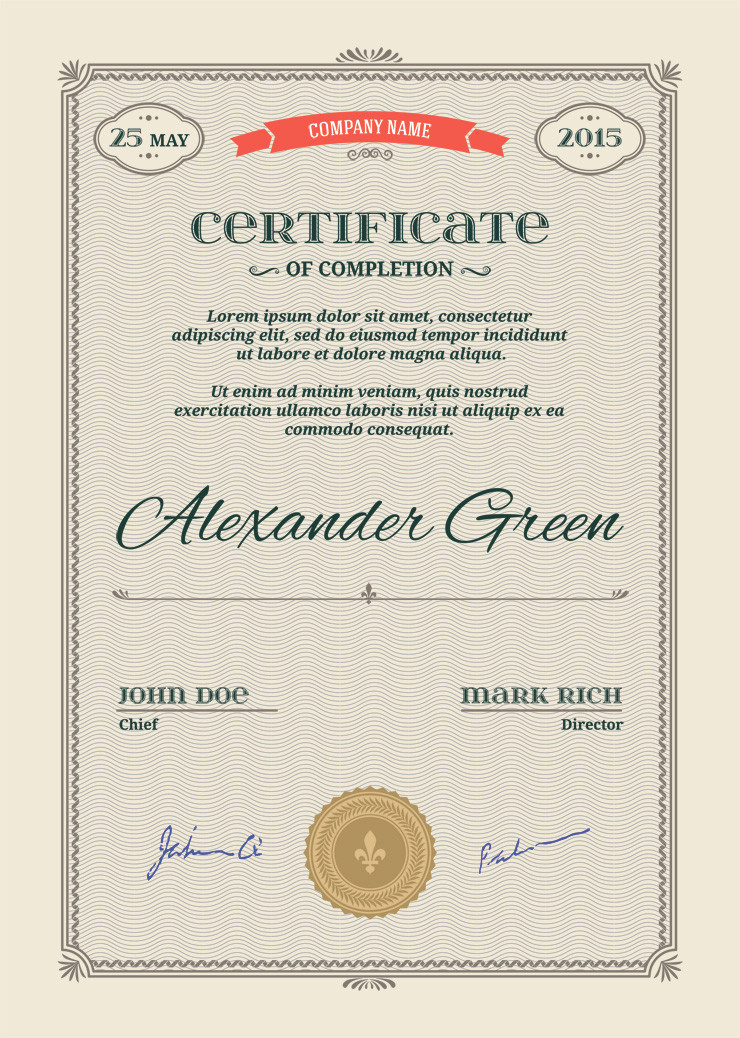 25 MAY
COMPANY NAME
2015
CERTIFICATE
OF COMPLETION
Lorem ipsum dolor sit amet, consectetur
adipiscing elit, sed do eiusmod tempor incididunt
ut labore et dolore magna aliqua.
Ut enim ad minim veniam, quis nostrud
exercitation ullamco laboris nisi ut aliquip ex ea
commodo consequat.
Alexander Green
JOHN DOE
MARK RICH
Chief
Director